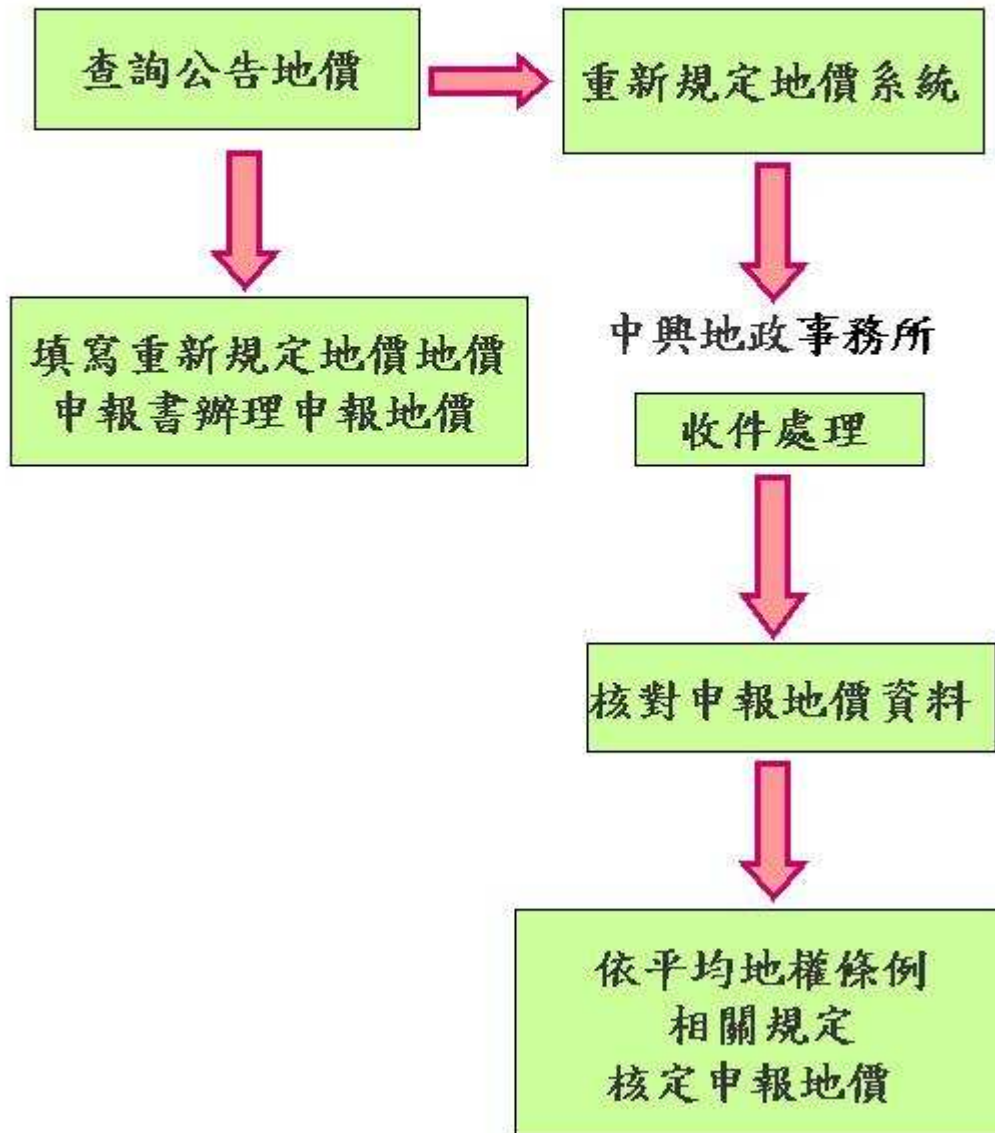 查詢公告地價
重新規定地價系統
填寫重新規定地價地價
申報書辦理申報地價
中興地政事務所
收件處理
核對申報地價資料
依平均地權條例
相關規定
核定申報地價